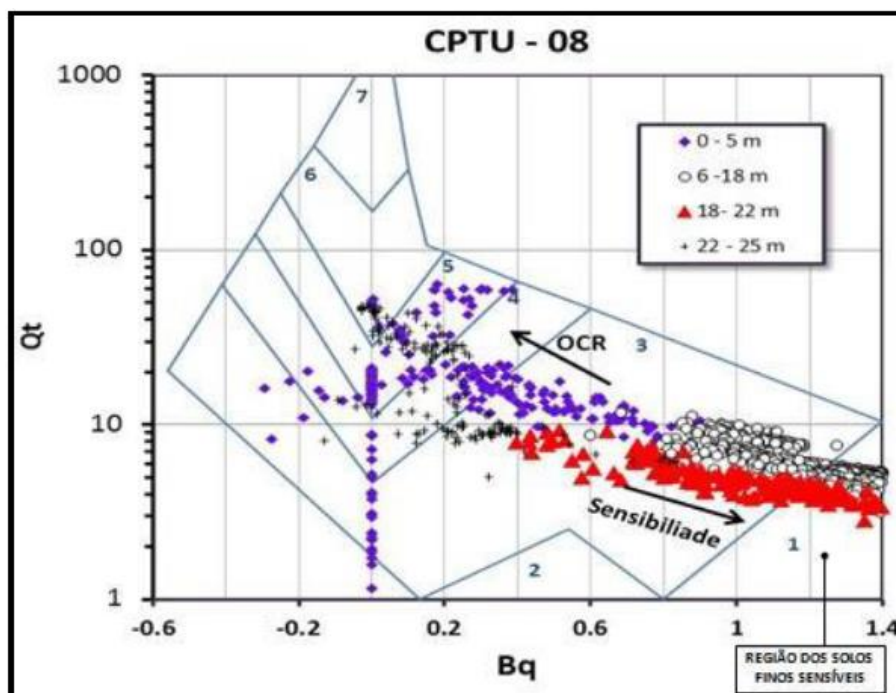 CPTU - 08
1000
100
10
1
Qt
7
6
5
4
3
2
1
0 - 5 m
6 -18 m
18- 22 m
22 - 25 m
OCR
Sensibiliade
-0.6
-0.2
0.2
0.6
1
1.4
Bq
REGIÃO DOS SOLOS
FINOS SENSÍVEIS